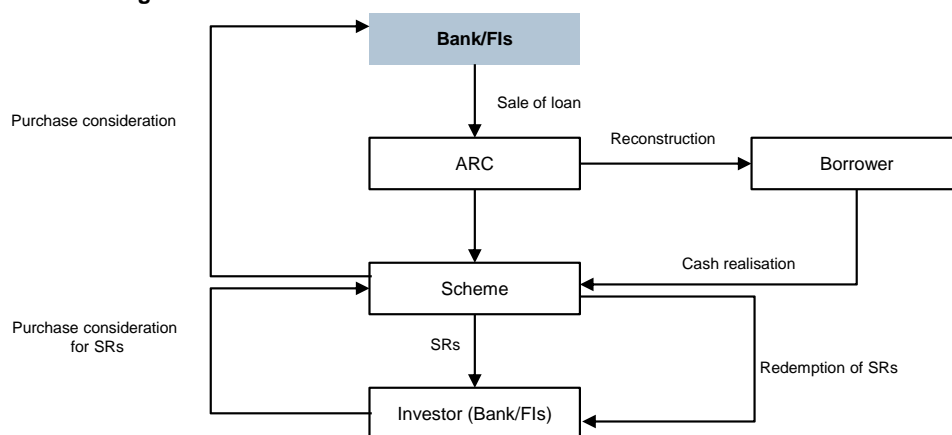 Bank/FIs
Sale of loan
Purchase consideration
Reconstruction
ARC
Borrower
Cash realisation
Scheme
Purchase consideration
for SRs
SRs
Redemption of SRs
Investor (Bank/FIs)